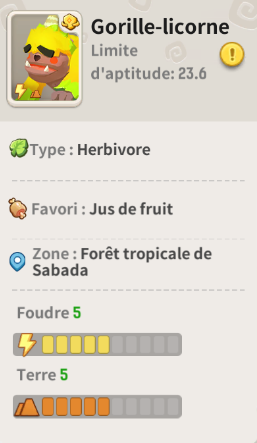 Gorille-licorne
Limite
d'aptitude: 23.6
Type : Herbivore
Favori : Jus de fruit
Zone : Forêt tropicale de
Sabada
Foudre 5
Terre 5